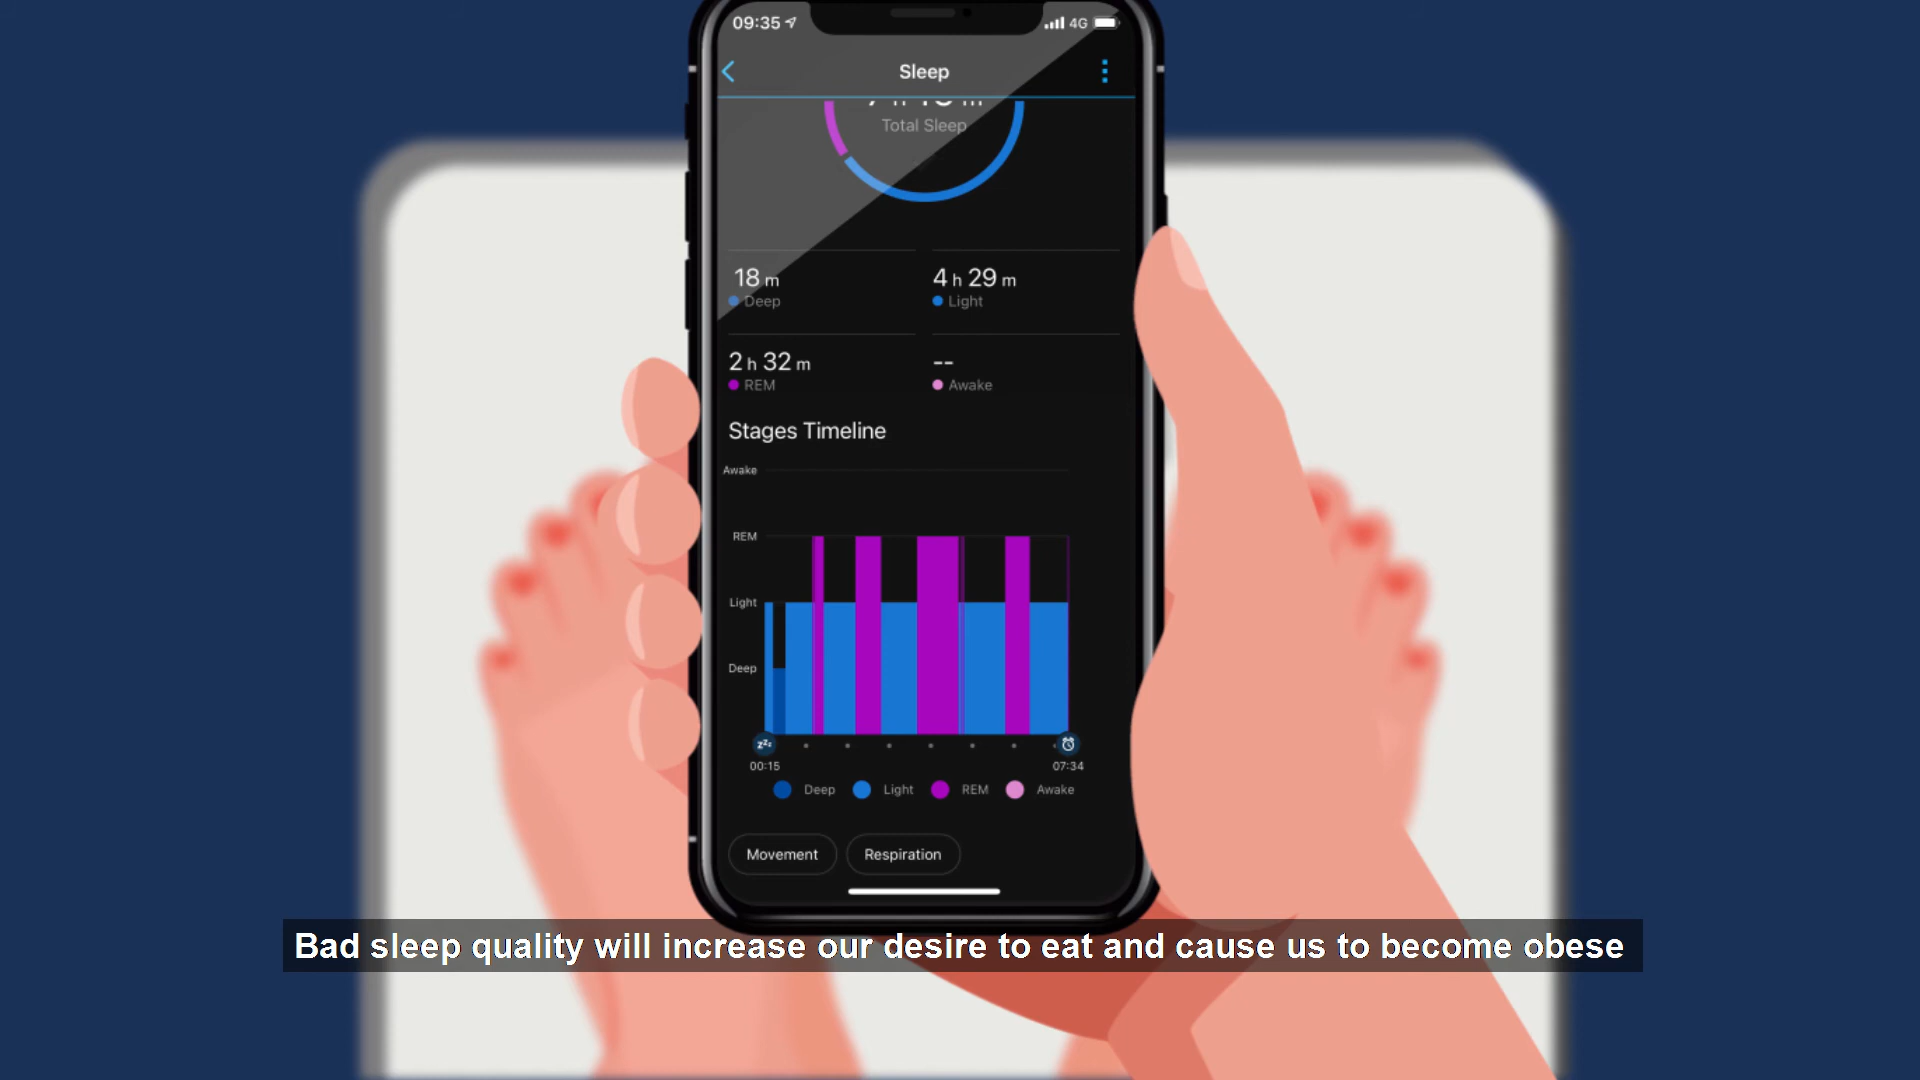 09:35
4G
Sleep
Total Sleep
18 m
4 h 29 m
Deep
Light
2 h 32 m
--
REM
Awake
Stages Timeline
Awake
REM
Light
Deep
zzz
00:15
07:34
Deep
Light
REM
Awake
Movement
Respiration
Bad sleep quality will increase our desire to eat and cause us to become obese